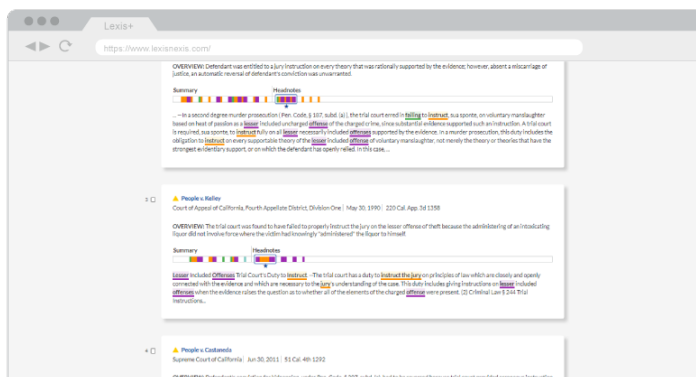 Lexis+
https://www.lexisnexis.com/
OVERVIEW: Defendant was entitled to a jury instruction on every theory that was rationally supported by the evidence; however, absent a miscarriage of
justice, an automatic reversal of defendant's conviction was unwarranted.
Summary Headnotes
... —In a second degree murder prosecution (Pen. Code, § 187, subd. (a)), the trial court erred in failing to instruct, sua sponte, on voluntary manslaughter
based on heat of passion as a lesser included uncharged offense of the charged crime, since substantial evidence supported such an instruction. A trial court
is required, sua sponte, to instruct fully on all lesser necessarily included offenses supported by the evidence. In a murder prosecution, this duty includes the
obligation to instruct on every supportable theory of the lesser included offense of voluntary manslaughter, not merely the theory or theories that have the
strongest evidentiary support, or on which the defendant has openly relied. In this case, ...
3
People v. Kelley
Court of Appeal of California, Fourth Appellate District, Division One | May 30, 1990 | 220 Cal. App. 3d 1358
OVERVIEW: The trial court was found to have failed to properly instruct the jury on the lesser offense of theft because the administering of an intoxicating
liquor did not involve force where the victim had knowingly "administered" the liquor to himself.
Summary Headnotes
Lesser Included Offenses Trial Court's Duty to Instruct. —The trial court has a duty to instruct the jury on principles of law which are closely and openly
connected with the evidence and which are necessary to the jury's understanding of the case. This duty includes giving instructions on lesser included
offenses when the evidence raises the question as to whether all of the elements of the charged offense were present. (2) Criminal Law § 244 Trial
Instructions...
4
People v. Castaneda
Supreme Court of California | Jun 30, 2011 | 51 Cal. 4th 1292